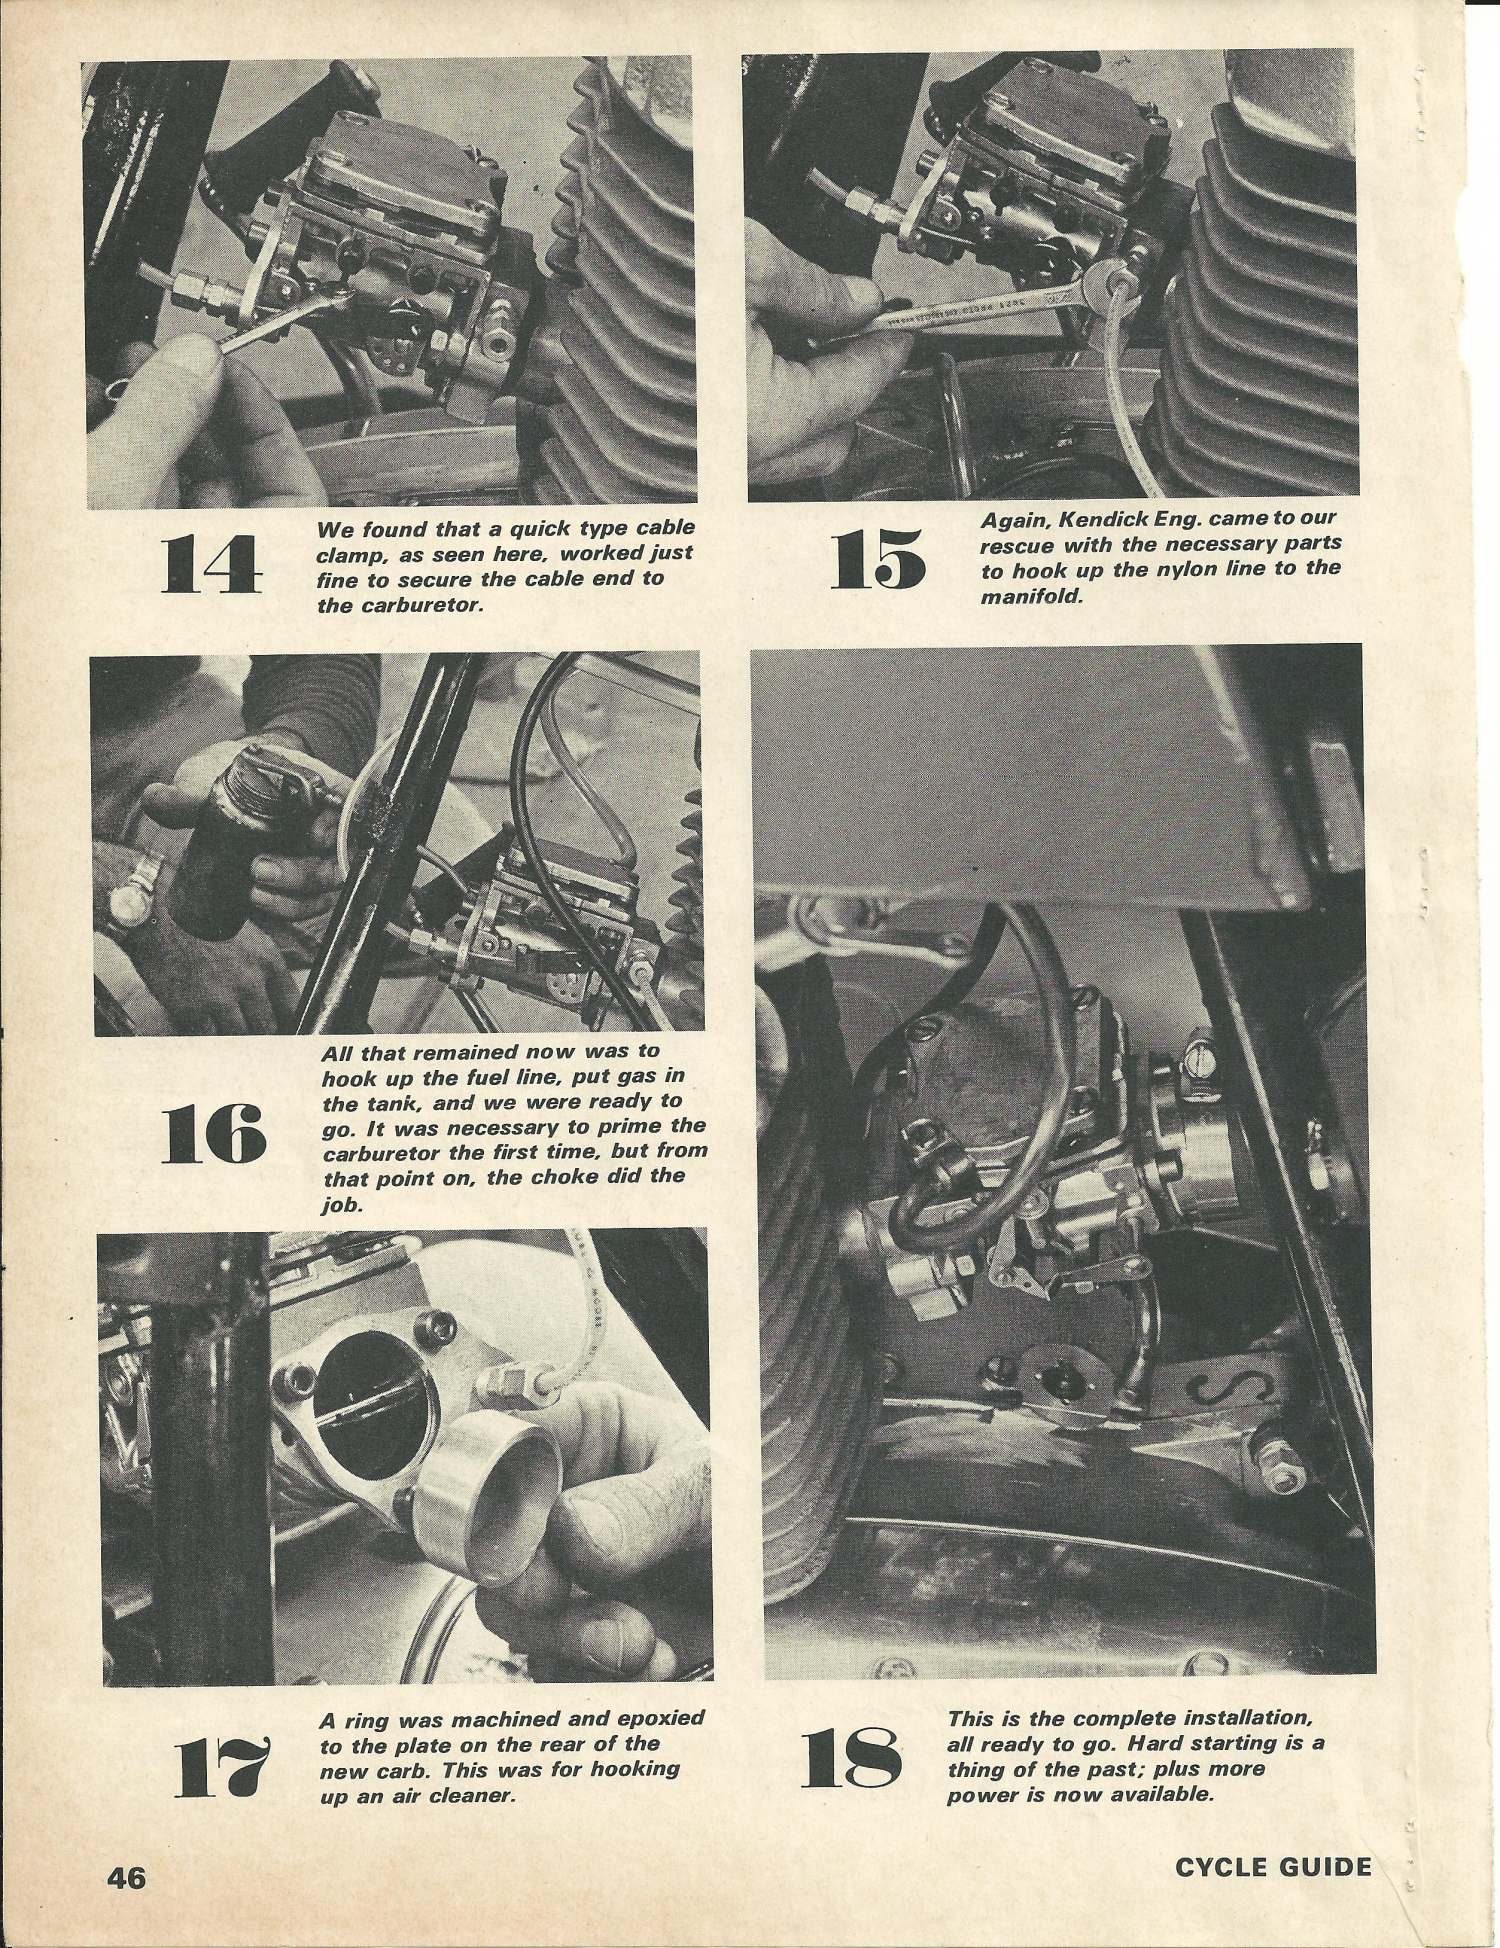 14
We found that a quick type cable
clamp, as seen here, worked just
fine to secure the cable end to
the carburetor.
15
Again, Kendick Eng. came to our
rescue with the necessary parts
to hook up the nylon line to the
manifold.
16
All that remained now was to
hook up the fuel line, put gas in
the tank, and we were ready to
go. It was necessary to prime the
carburetor the first time, but from
that point on, the choke did the
job.
17
A ring was machined and epoxied
to the plate on the rear of the
new carb. This was for hooking
up an air cleaner.
18
This is the complete installation,
all ready to go. Hard starting is a
thing of the past; plus more
power is now available.
46
CYCLE GUIDE